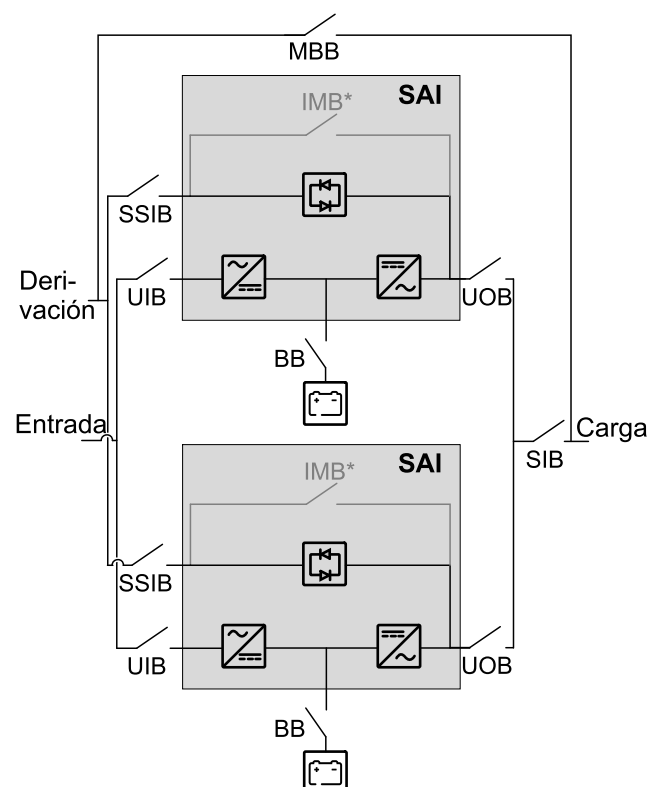 MBB
SAI
IMB*
SSIB
Deri-
vación
UIB
UOB
BB
Entrada
Carga
SIB
SAI
IMB*
SSIB
UIB
UOB
BB